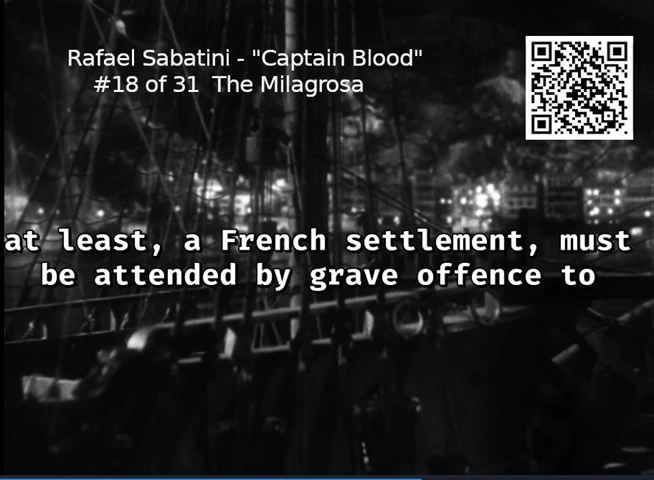 Rafael Sabatini - "Captain Blood"
#18 of 31  The Milagrosa
at least, a French settlement, must
be attended by grave offence to